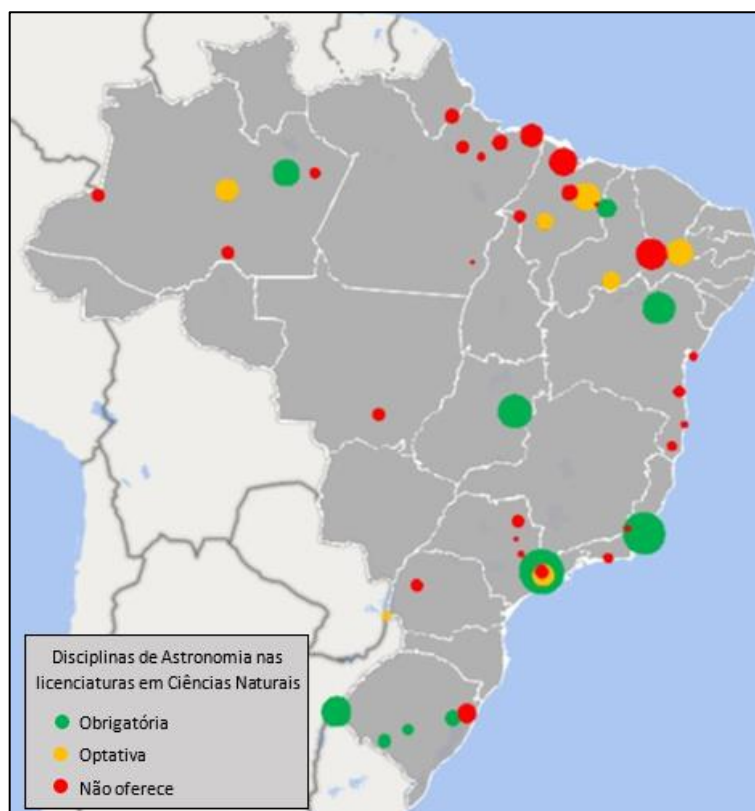 Disciplinas de Astronomia nas
licenciaturas em Ciências Naturais
Obrigatória
Optativa
Não oferece